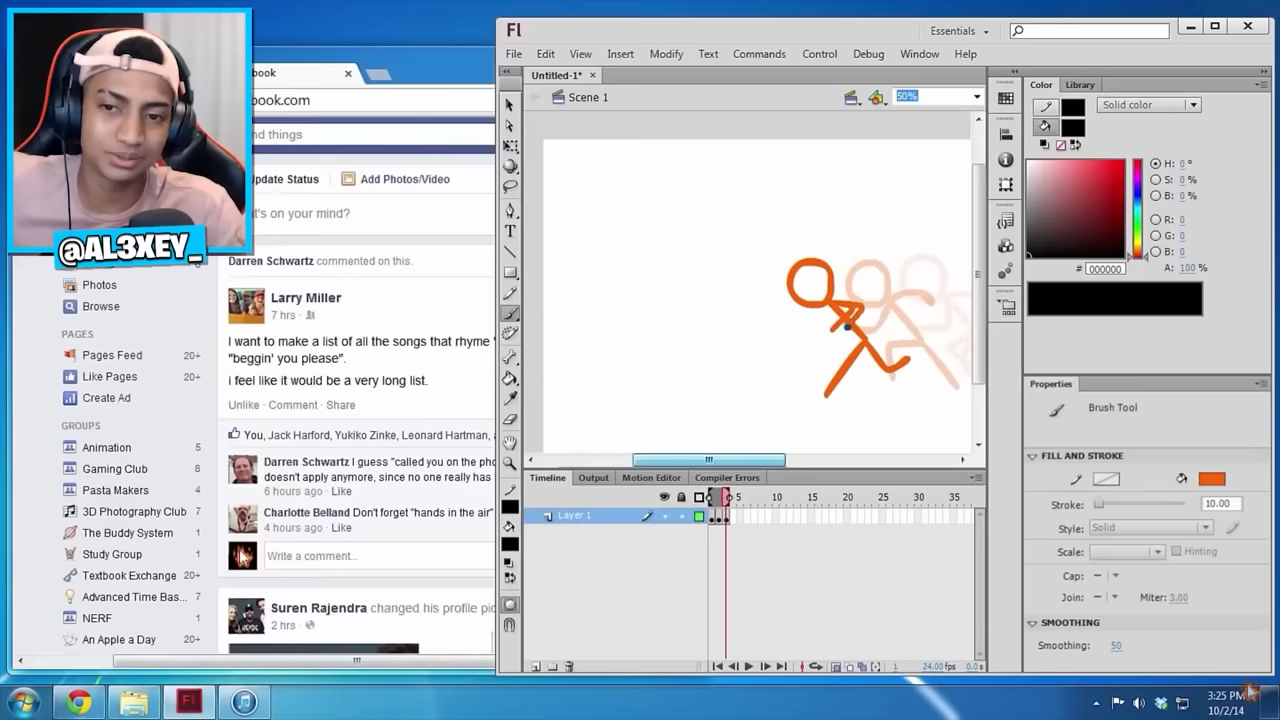 @AL3XEY_
book
book.com
nd things
Update Status
Add Photos/Video
t's on your mind?
Darren Schwartz commented on this.
Larry Miller
7 hrs
I want to make a list of all the songs that rhyme "
"beggin' you please".
i feel like it would be a very long list.
Unlike · Comment · Share
You, Jack Harford, Yukiko Zinke, Leonard Hartman, a
Darren Schwartz I guess "called you on the pho
doesn't apply anymore, since no one really has
6 hours ago · Like
Charlotte Belland Don't forget "hands in the air"
4 hours ago · Like
Write a comment...
Suren Rajendra changed his profile pic
2 hrs
Photos
Browse
PAGES
Pages Feed 20+
Like Pages 20+
Create Ad
GROUPS
Animation 5
Gaming Club 8
Pasta Makers 4
3D Photography Club 7
The Buddy System 1
Study Group 1
Textbook Exchange 20+
Advanced Time Bas... 7
NERF 1
An Apple a Day 20+
Fl
Essentials
File Edit View Insert Modify Text Commands Control Debug Window Help
Untitled-1*
Scene 1
50%
Color Library
Solid color
H: 0 °
S: 0 %
B: 0 %
R: 0
G: 0
B: 0
# 000000
A: 100 %
Properties
Brush Tool
FILL AND STROKE
Stroke: 10.00
Style: Solid
Scale: Hinting
Cap:
Join: Miter: 3.00
SMOOTHING
Smoothing: 50
Timeline Output Motion Editor Compiler Errors
5 10 15 20 25 30 35
Layer 1
1 24.00 fps 0.0 s
Fl
3:25 PM
10/2/14